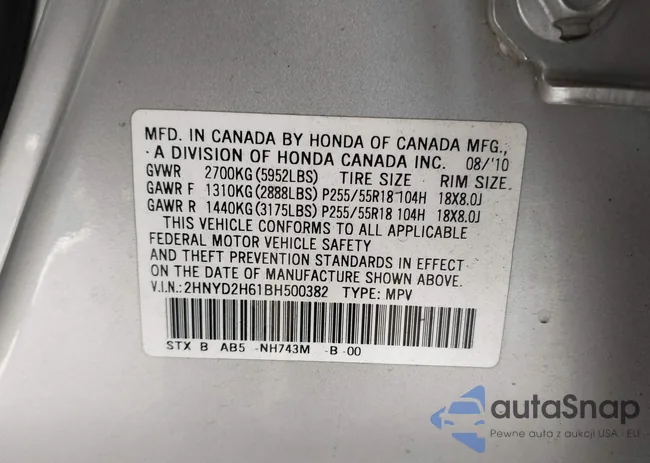 MFD. IN CANADA BY HONDA OF CANADA MFG.,
A DIVISION OF HONDA CANADA INC. 08/'10
GVWR 2700KG(5952LBS) TIRE SIZE RIM SIZE
GAWR F 1310KG(2888LBS)P255/55R18 104H 18X8.0J
GAWR R 1440KG(3175LBS)P255/55R18 104H 18X8.0J
THIS VEHICLE CONFORMS TO ALL APPLICABLE
FEDERAL MOTOR VEHICLE SAFETY
AND THEFT PREVENTION STANDARDS IN EFFECT
ON THE DATE OF MANUFACTURE SHOWN ABOVE.
V.I.N.:2HNYD2H61BH500382 TYPE: MPV
STX B AB5 -NH743M -B-00
autaSnap
Pewne auta z aukcji USA - EU